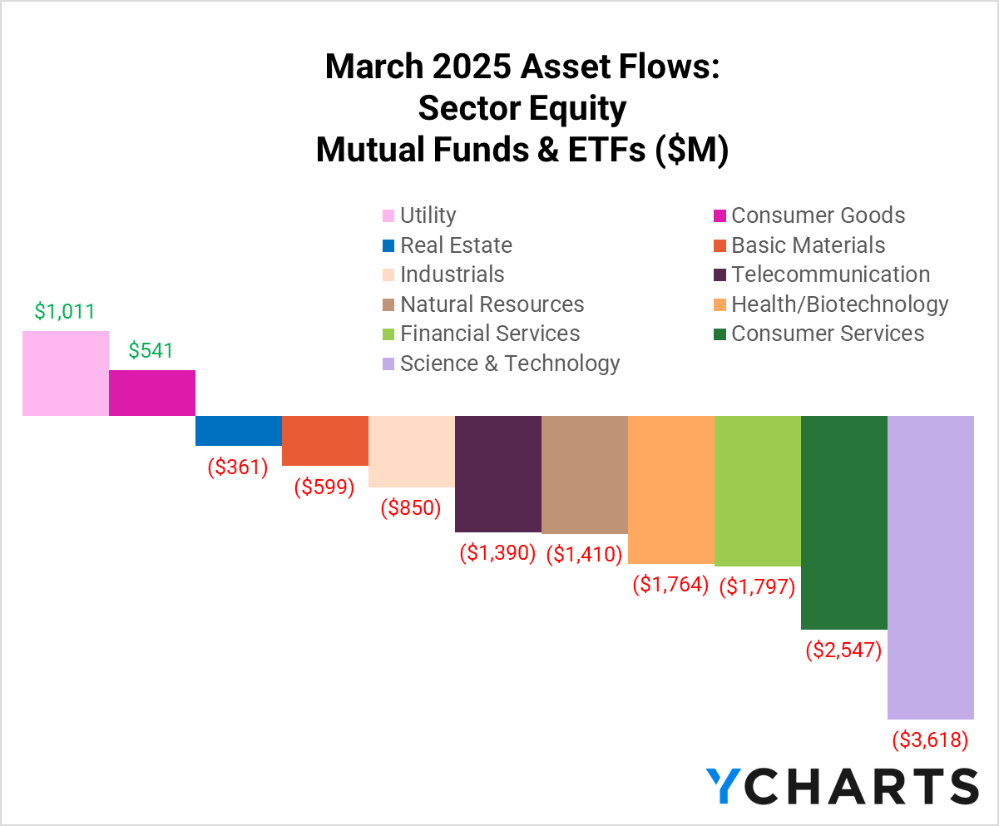 March 2025 Asset Flows:
Sector Equity
Mutual Funds & ETFs ($M)
Utility
Consumer Goods
Real Estate
Basic Materials
Industrials
Telecommunication
Natural Resources
Health/Biotechnology
Financial Services
Consumer Services
Science & Technology
$1,011
$541
($361)
($599)
($850)
($1,390)
($1,410)
($1,764)
($1,797)
($2,547)
($3,618)
YCHARTS